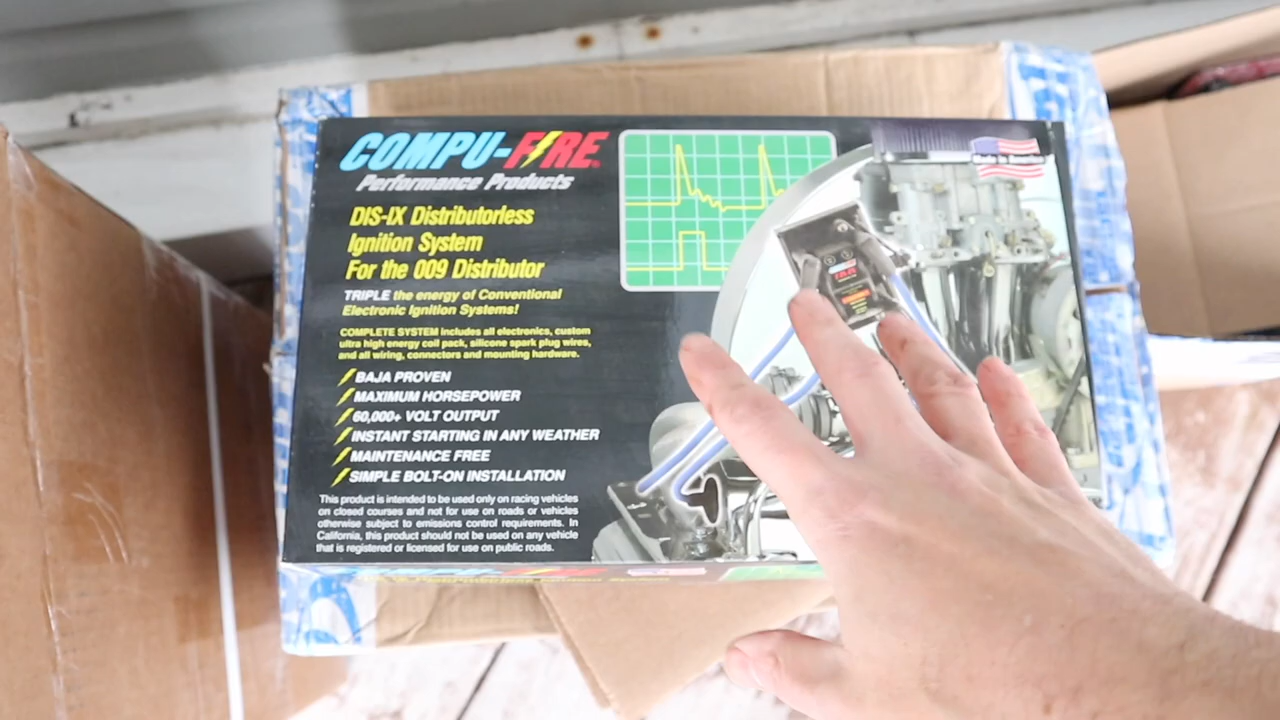 COMPU-FIRE
Performance Products
DIS-IX Distributorless
Ignition System
For the 009 Distributor
TRIPLE the energy of Conventional
Electronic Ignition Systems!
COMPLETE SYSTEM includes all electronics, custom
ultra high energy coil pack, silicone spark plug wires,
and all wiring, connectors and mounting hardware.
BAJA PROVEN
MAXIMUM HORSEPOWER
60,000+ VOLT OUTPUT
INSTANT STARTING IN ANY WEATHER
MAINTENANCE FREE
SIMPLE BOLT-ON INSTALLATION
This product is intended to be used only on racing vehicles
on closed courses and not for use on roads or vehicles
otherwise subject to emissions control requirements. In
California, this product should not be used on any vehicle
that is registered or licensed for use on public roads.
Made in America